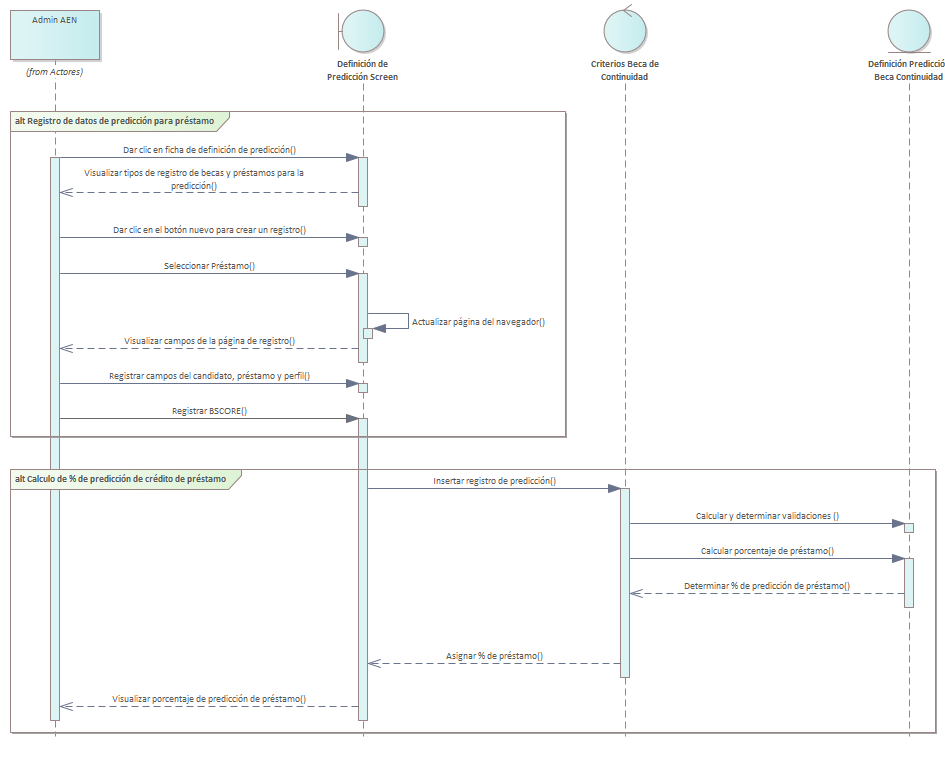 Admin AEN
(from Actores)
Definición de
Predicción Screen
Criterios Beca de
Continuidad
Definición Predicció
Beca Continuidad
alt Registro de datos de predicción para préstamo
Dar clic en ficha de definición de predicción()
Visualizar tipos de registro de becas y préstamos para la
predicción()
Dar clic en el botón nuevo para crear un registro()
Seleccionar Préstamo()
Actualizar página del navegador()
Visualizar campos de la página de registro()
Registrar campos del candidato, préstamo y perfil()
Registrar BSCORE()
alt Calculo de % de predicción de crédito de préstamo
Insertar registro de predicción()
Calcular y determinar validaciones ()
Calcular porcentaje de préstamo()
Determinar % de predicción de préstamo()
Asignar % de préstamo()
Visualizar porcentaje de predicción de préstamo()